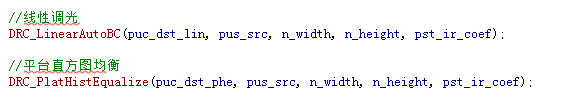 //线性调光
DRC_LinearAutoBC(puc_dst_lin, pus_src, n_width, n_height, pst_ir_coef);
//平台直方图均衡
DRC_PlatHistEqualize(puc_dst_phe, pus_src, n_width, n_height, pst_ir_coef);